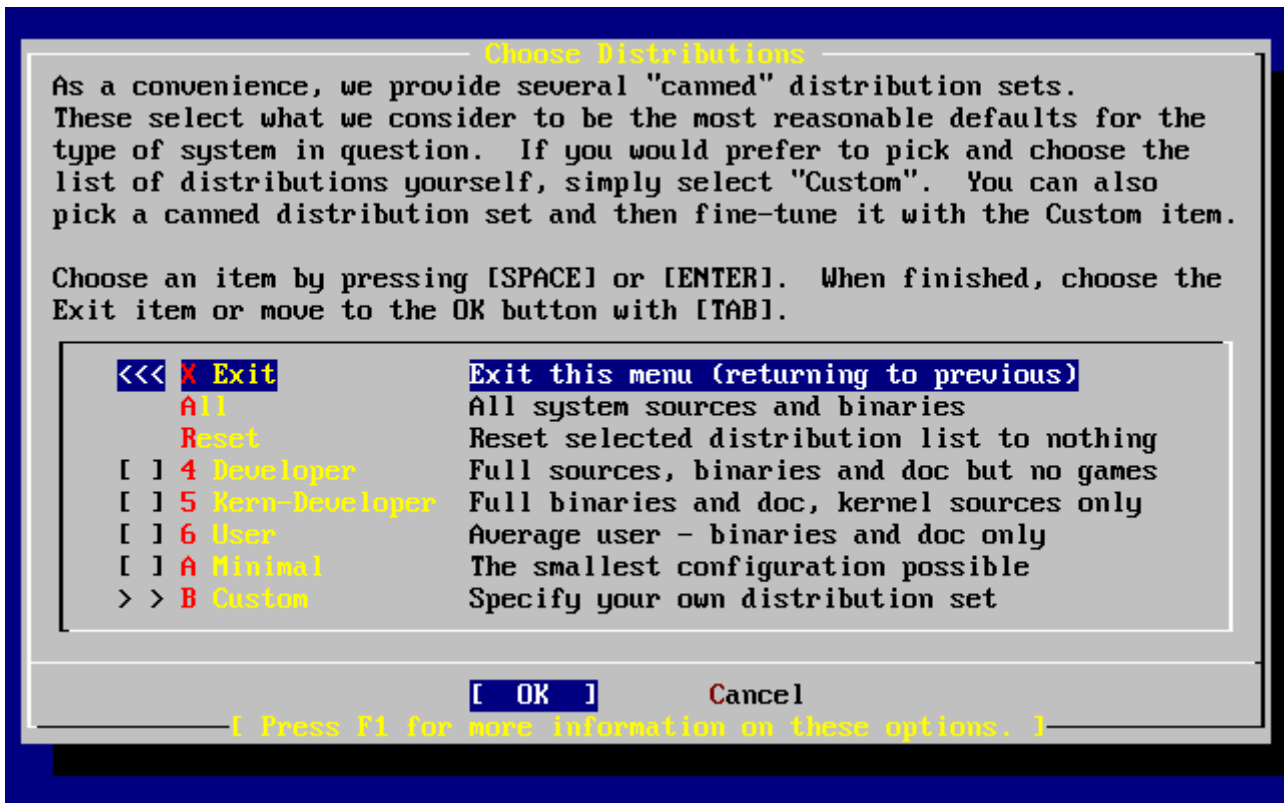 Choose Distributions
As a convenience, we provide several "canned" distribution sets.
These select what we consider to be the most reasonable defaults for the
type of system in question.  If you would prefer to pick and choose the
list of distributions yourself, simply select "Custom".  You can also
pick a canned distribution set and then fine-tune it with the Custom item.
Choose an item by pressing [SPACE] or [ENTER].  When finished, choose the
Exit item or move to the OK button with [TAB].
<<< X Exit Exit this menu (returning to previous)
All All system sources and binaries
Reset Reset selected distribution list to nothing
[ ] 4 Developer Full sources, binaries and doc but no games
[ ] 5 Kern-Developer Full binaries and doc, kernel sources only
[ ] 6 User Average user - binaries and doc only
[ ] A Minimal The smallest configuration possible
> > B Custom Specify your own distribution set
[ OK ] Cancel
[ Press F1 for more information on these options. ]